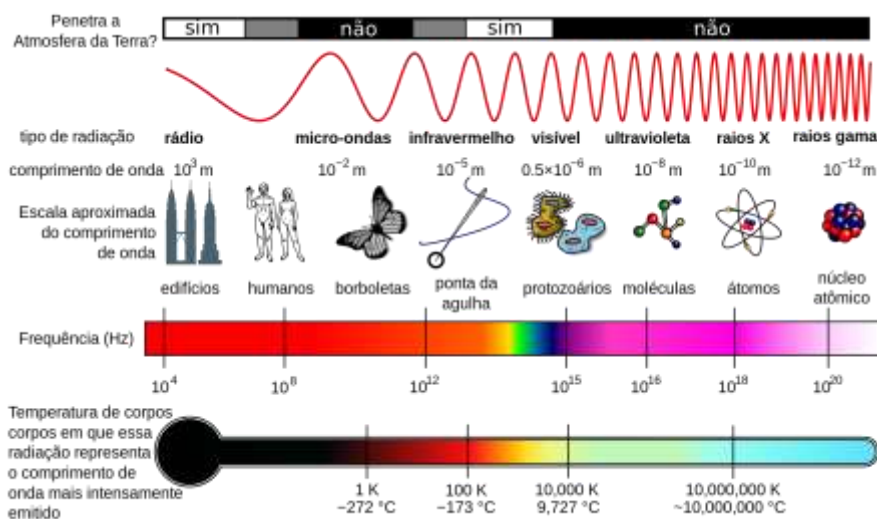 Penetra a
Atmosfera da Terra?
sim não sim não
tipo de radiação rádio micro-ondas infravermelho visível ultravioleta raios X raios gama
comprimento de onda 10³ m 10⁻² m 10⁻⁵ m 0.5×10⁻⁶ m 10⁻⁸ m 10⁻¹⁰ m 10⁻¹² m
Escala aproximada
do comprimento
de onda
edifícios humanos borboletas ponta da agulha protozoários moléculas átomos núcleo atômico
Frequência (Hz)
10⁴ 10⁸ 10¹² 10¹⁵ 10¹⁶ 10¹⁸ 10²⁰
Temperatura de corpos
corpos em que essa
radiação representa
o comprimento de
onda mais intensamente
emitido
1 K 100 K 10,000 K 10,000,000 K
−272 °C −173 °C 9,727 °C ~10,000,000 °C